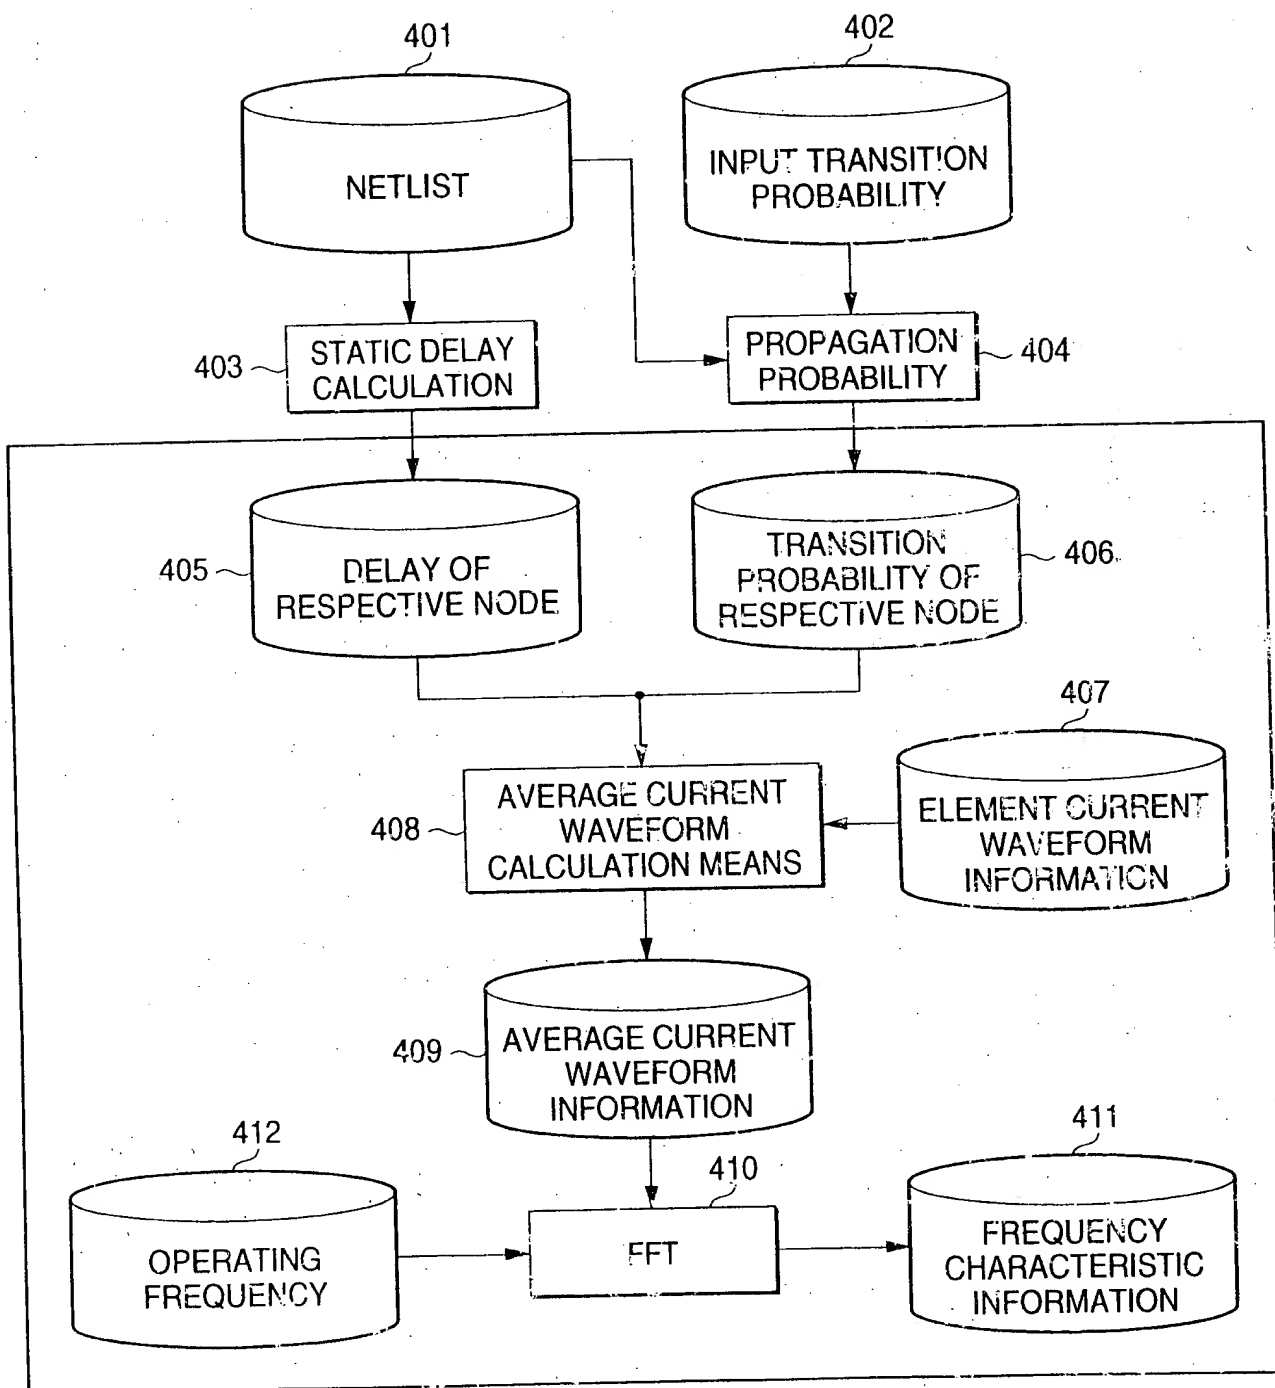 401
402
NETLIST
INPUT TRANSITION
PROBABILITY
403
STATIC DELAY
CALCULATION
PROPAGATION
PROBABILITY
404
405
DELAY OF
RESPECTIVE NODE
TRANSITION
PROBABILITY OF
RESPECTIVE NODE
406
407
408
AVERAGE CURRENT
WAVEFORM
CALCULATION MEANS
ELEMENT CURRENT
WAVEFORM
INFORMATION
409
AVERAGE CURRENT
WAVEFORM
INFORMATION
412
410
411
OPERATING
FREQUENCY
FFT
FREQUENCY
CHARACTERISTIC
INFORMATION